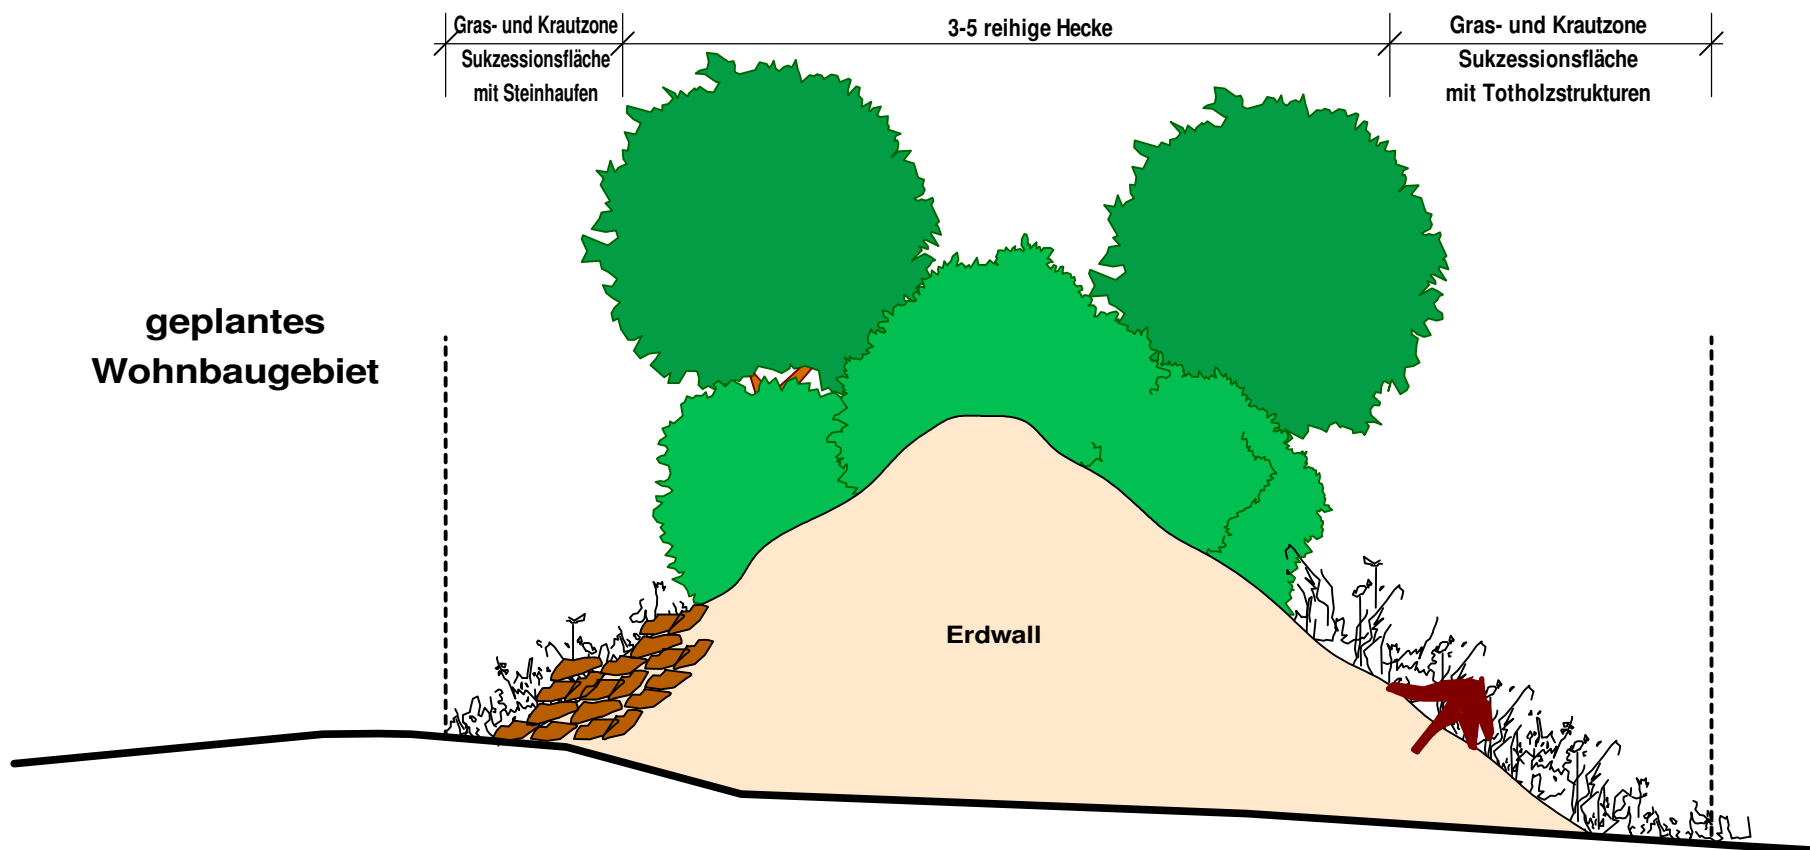 Gras- und Krautzone
Sukzessionsfläche
mit Steinhaufen
3-5 reihige Hecke
Gras- und Krautzone
Sukzessionsfläche
mit Totholzstrukturen
geplantes
Wohnbaugebiet
Erdwall